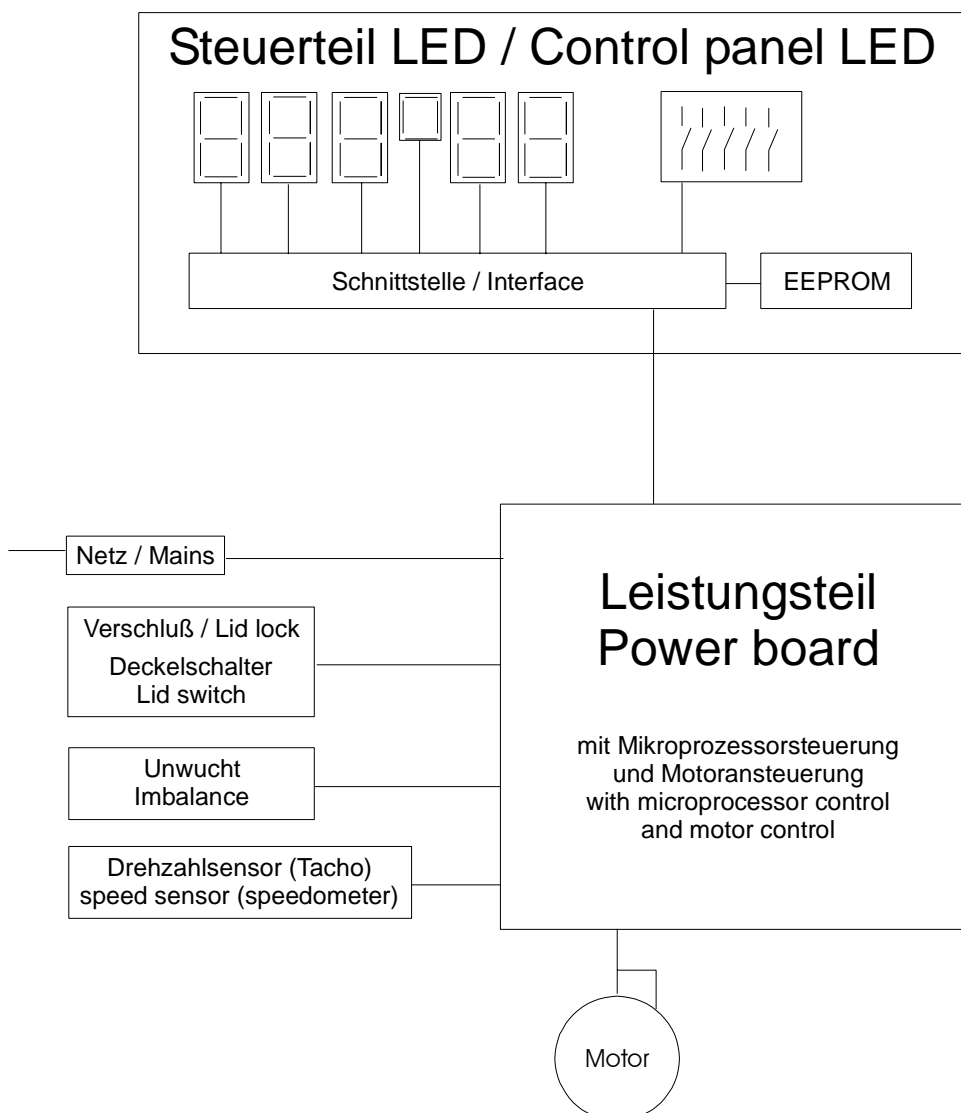 Steuerteil LED / Control panel LED
Schnittstelle / Interface
EEPROM
Netz / Mains
Verschluß / Lid lock
Deckelschalter
Lid switch
Unwucht
Imbalance
Drehzahlsensor (Tacho)
speed sensor (speedometer)
Leistungsteil
Power board
mit Mikroprozessorsteuerung
und Motoransteuerung
with microprocessor control
and motor control
Motor